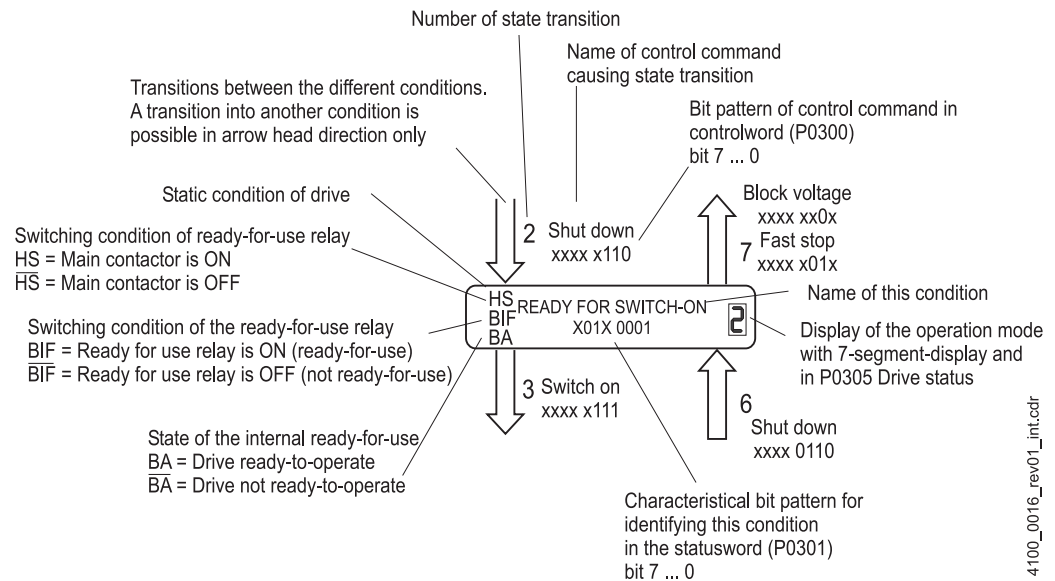 Number of state transition
Name of control command
causing state transition
Transitions between the different conditions.
A transition into another condition is
possible in arrow head direction only
Bit pattern of control command in
controlword (P0300)
bit 7 ... 0
Static condition of drive
Block voltage
xxxx xx0x
2 Shut down
xxxx x110
7 Fast stop
xxxx x01x
Switching condition of ready-for-use relay
HS = Main contactor is ON
H̅S̅ = Main contactor is OFF
HS
BIF
BA
READY FOR SWITCH-ON
X01X 0001
2
Name of this condition
Switching condition of the ready-for-use relay
BIF = Ready for use relay is ON (ready-for-use)
B̅I̅F̅ = Ready for use relay is OFF (not ready-for-use)
Display of the operation mode
with 7-segment-display and
in P0305 Drive status
3 Switch on
xxxx x111
6
Shut down
xxxx 0110
State of the internal ready-for-use
BA = Drive ready-to-operate
B̅A̅ = Drive not ready-to-operate
Characteristical bit pattern for
identifying this condition
in the statusword (P0301)
bit 7 ... 0
4100_0016_rev01_int.cdr